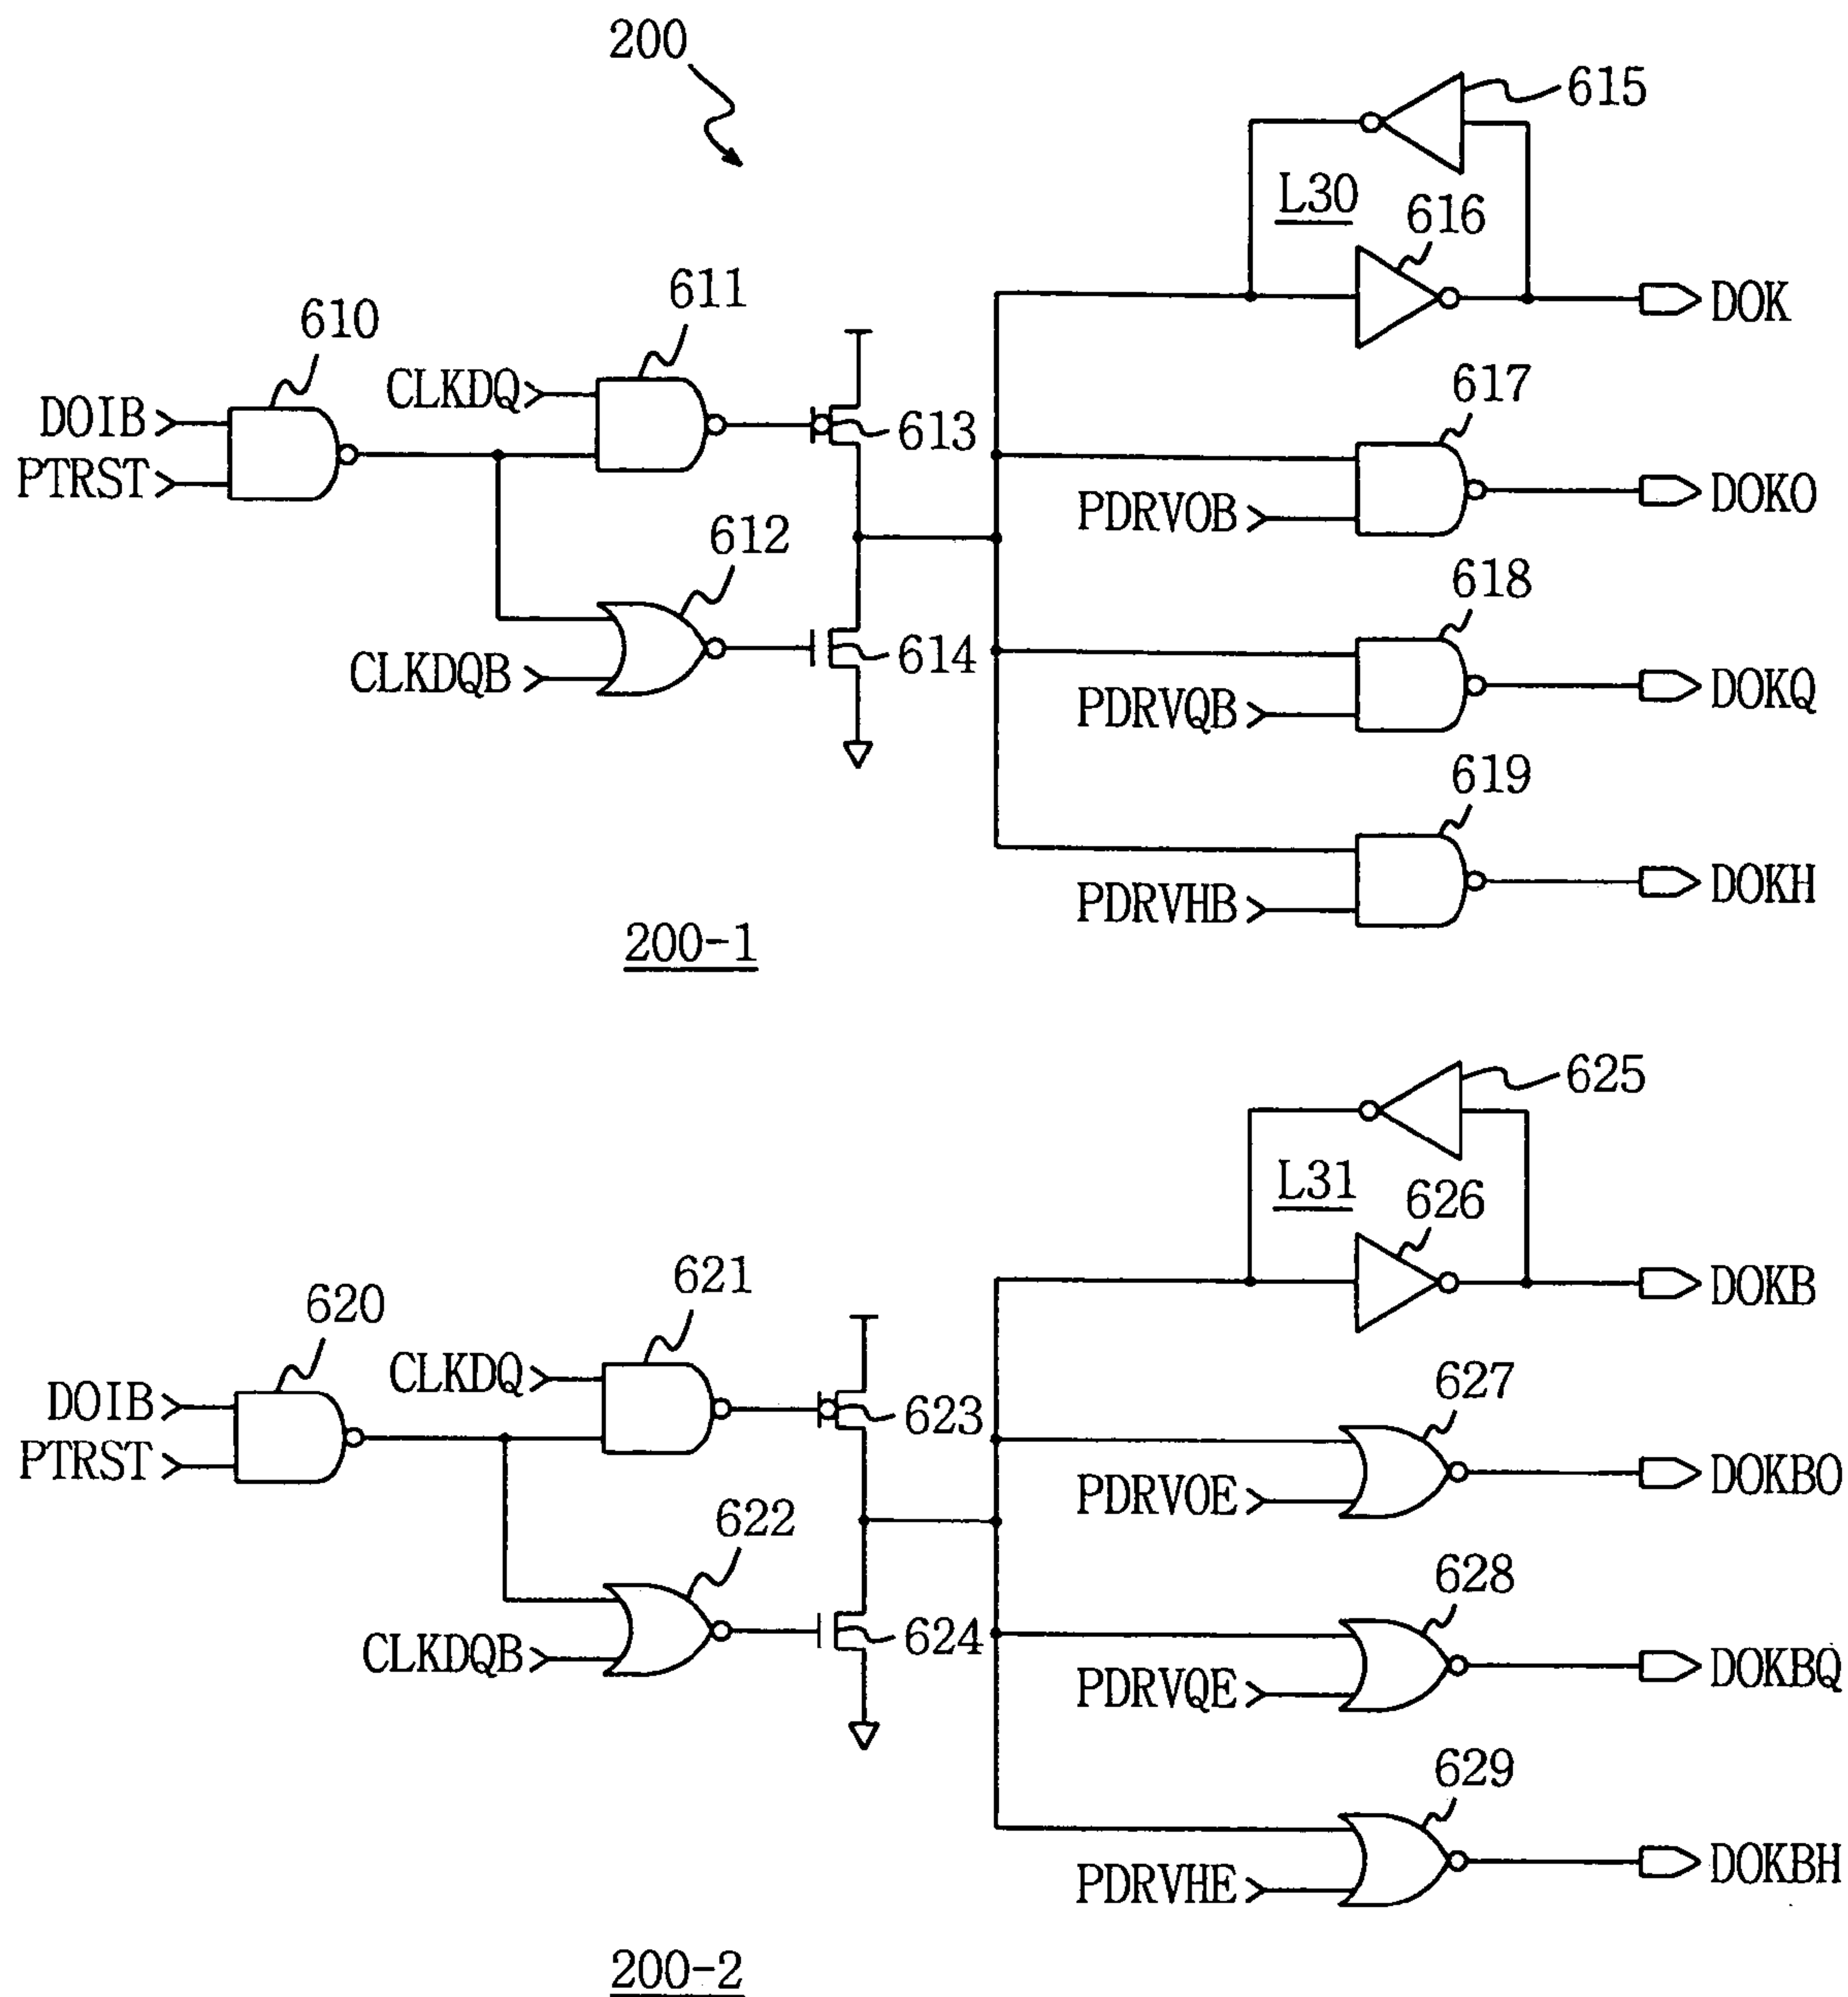 200
615
L30
616
DOK
610
611
DOIB
PTRST
CLKDQ
613
617
PDRVOB
DOKO
612
CLKDQB
614
618
PDRVQB
DOKQ
619
PDRVHB
DOKH
200-1
625
L31
626
DOKB
620
621
DOIB
PTRST
CLKDQ
623
627
PDRVOE
DOKBO
622
CLKDQB
624
628
PDRVQE
DOKBQ
629
PDRVHE
DOKBH
200-2